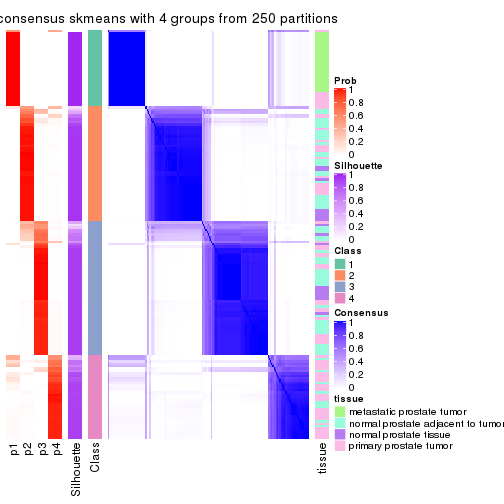 consensus skmeans with 4 groups from 250 partitions
Prob
1
0.8
0.6
0.4
0.2
0
Silhouette
1
0.8
0.6
0.4
0.2
0
Class
1
2
3
4
Consensus
1
0.8
0.6
0.4
0.2
0
tissue
metastatic prostate tumor
normal prostate adjacent to tumor
normal prostate tissue
primary prostate tumor
p1
p2
p3
p4
Silhouette
Class
tissue